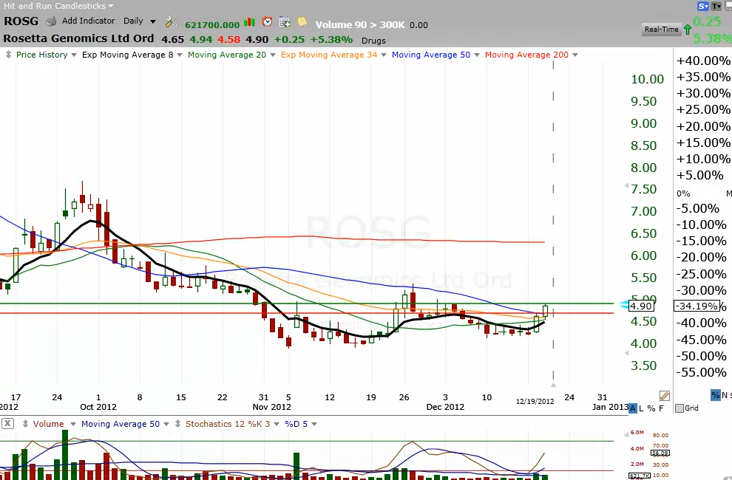 Hit and Run Candlesticks
ROSG Add Indicator Daily 621700.000 Volume 90 > 300K 0.00
Rosetta Genomics Ltd Ord 4.65 4.94 4.58 4.90 +0.25 +5.38% Drugs
Real-Time 0.25
5.38%
Price History Exp Moving Average 8 Moving Average 20 Exp Moving Average 34 Moving Average 50 Moving Average 200
10.00
9.50
9.00
8.50
8.00
7.50
7.00
6.50
6.00
5.50
5.00
4.90
4.50
4.00
3.50
+40.00%
+35.00%
+30.00%
+25.00%
+20.00%
+15.00%
+10.00%
+5.00%
0%
-5.00%
-10.00%
-15.00%
-20.00%
-25.00%
-30.00%
-34.19%
-40.00%
-45.00%
-50.00%
-55.00%
ROSG
Genomics Ltd Ord
17 24 8 15 22 5 12 19 26 10 24 31
2012 Oct 2012 Nov 2012 Dec 2012 12/19/2012 Jan 2013
A L % F Grid % N
X Volume Moving Average 50 Stochastics 12 %K 3 %D 5
6.0M 90.00
4.0M 70.00
2.0M 30.00
10.00